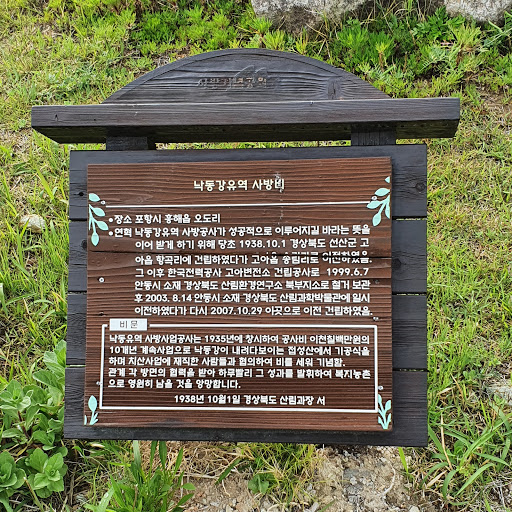 사방기념공원
낙동강유역 사방비
•장소 포항시 흥해읍 오도리
•연혁 낙동강유역 사방공사가 성공적으로 이루어지길 바라는 뜻을
이어 받게 하기 위해 당초 1938.10.1 경상북도 선산군 고
아읍 항곡리에 건립하였다가 고아읍 송림리로 이전하였음.
그 이후 한국전력공사 고아변전소 건립공사로 1999.6.7
안동시 소재 경상북도 산림환경연구소 북부지소로 철거 보관
후 2003. 8.14 안동시 소재 경상북도 산림과학박물관에 일시
이전하였다가 다시 2007.10.29 이곳으로 이전 건립하였음.
비문
낙동강유역 사방사업공사는 1935년에 창시하여 공사비 이천칠백만원의
10개년 계속사업으로 낙동강이 내려다보이는 접성산에서 기공식을
하며 치산사업에 재직한 사람들과 협의하여 비를 세워 기념함.
관계 각 방면의 협력을 받아 하루빨리 그 성과를 발휘하여 복지농촌
으로 영원히 남을 것을 앙망합니다.
1938년 10월1일 경상북도 산림과장 서